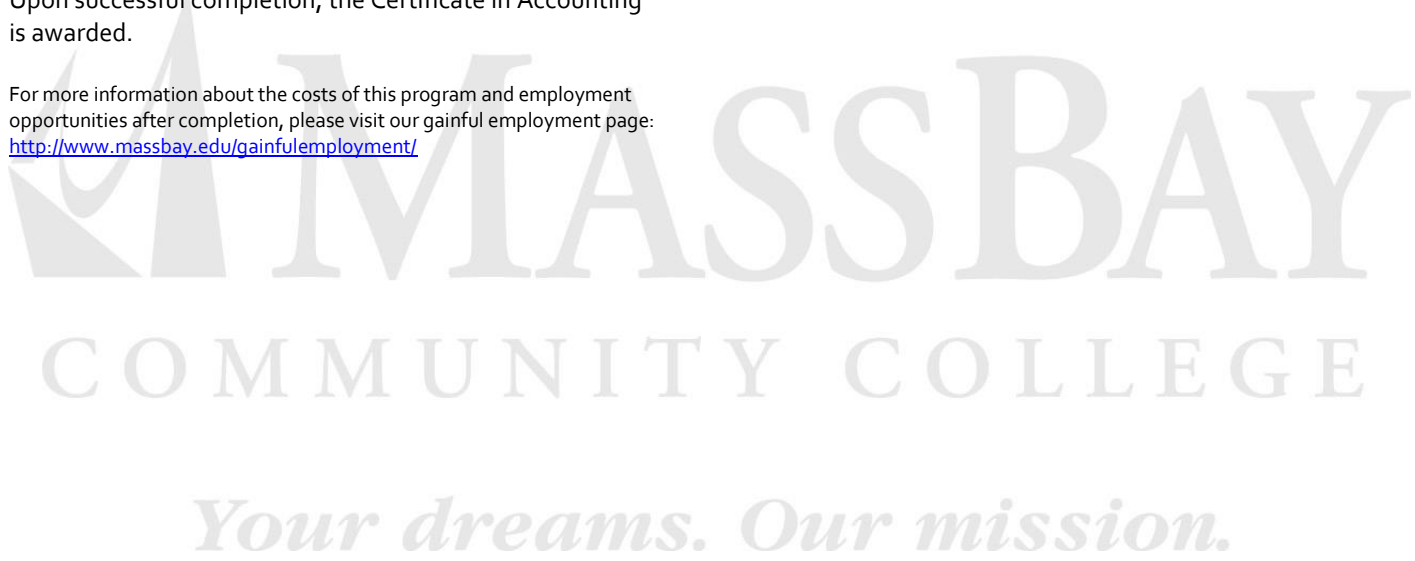 Upon successful completion, the Certificate in Accounting
is awarded.
For more information about the costs of this program and employment
opportunities after completion, please visit our gainful employment page:
http://www.massbay.edu/gainfulemployment/
MASSBAY
COMMUNITY COLLEGE
Your dreams. Our mission.